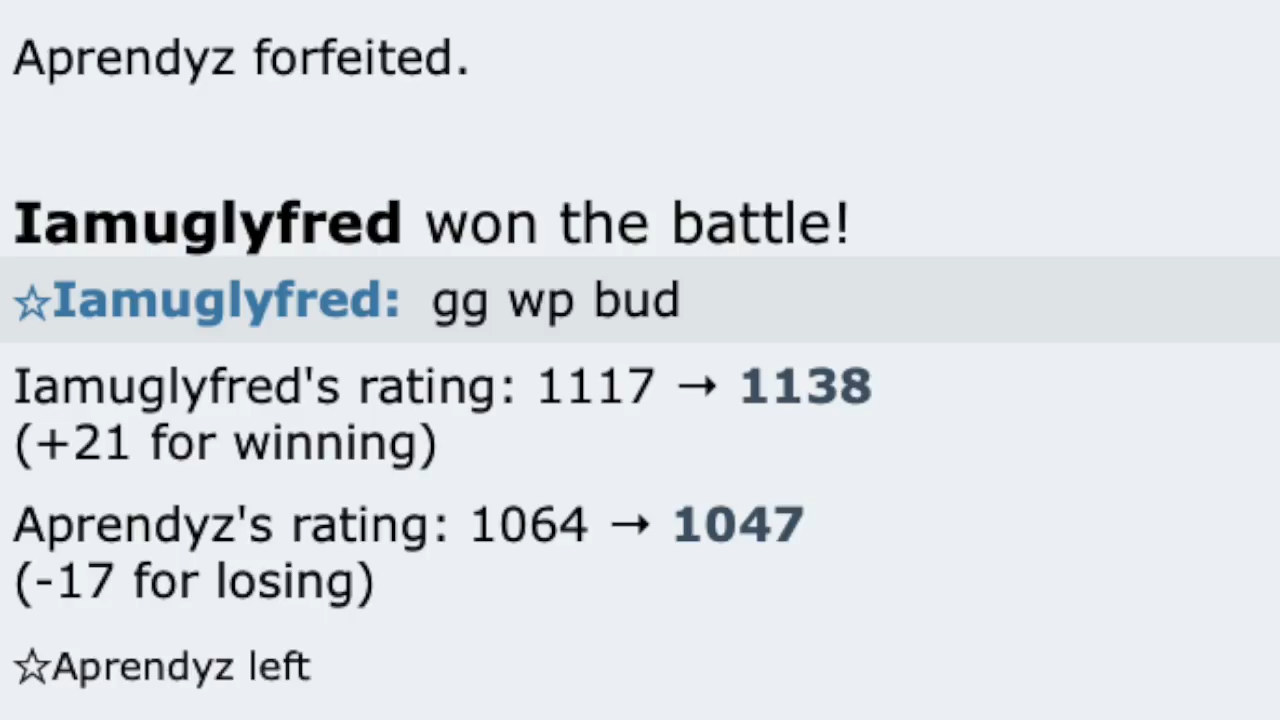 Aprendyz forfeited.
Iamuglyfred won the battle!
☆Iamuglyfred: gg wp bud
Iamuglyfred's rating: 1117 → 1138
(+21 for winning)
Aprendyz's rating: 1064 → 1047
(-17 for losing)
☆Aprendyz left